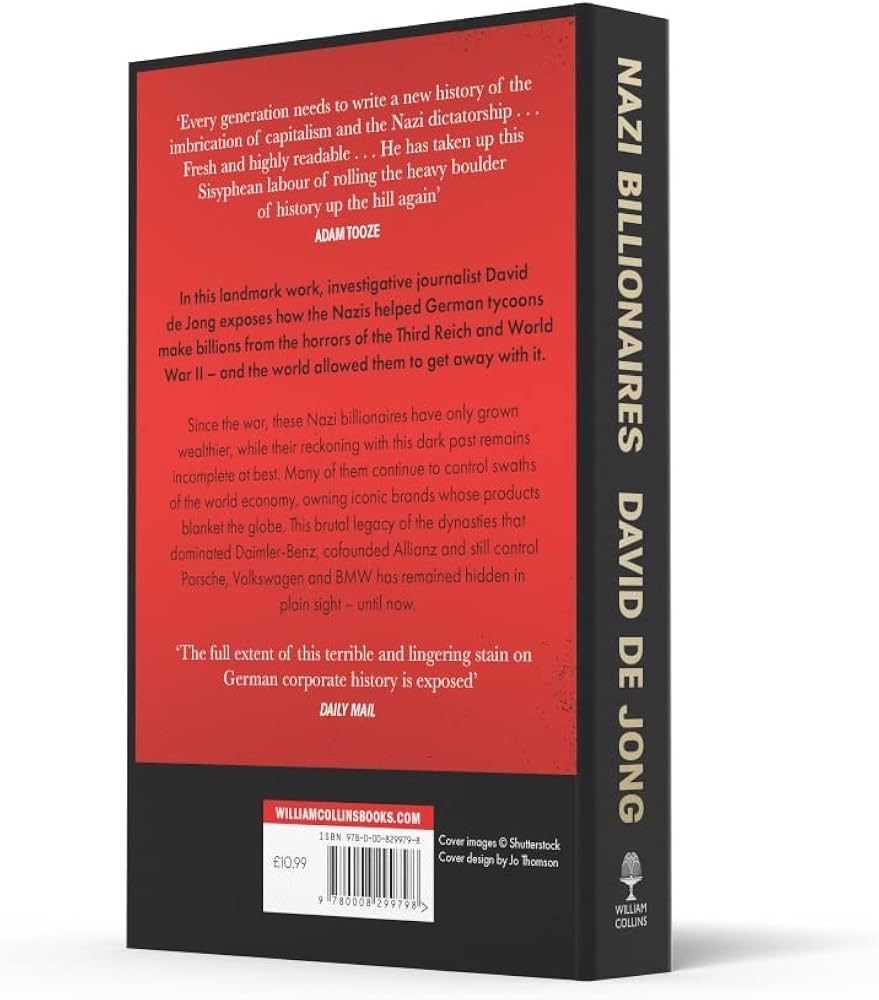 ‘Every generation needs to write a new history of the
imbrication of capitalism and the Nazi dictatorship . . .
Fresh and highly readable . . . He has taken up this
Sisyphean labour of rolling the heavy boulder
of history up the hill again’
ADAM TOOZE
In this landmark work, investigative journalist David
de Jong exposes how the Nazis helped German tycoons
make billions from the horrors of the Third Reich and World
War II – and the world allowed them to get away with it.
Since the war, these Nazi billionaires have only grown
wealthier, while their reckoning with this dark past remains
incomplete at best. Many of them continue to control swaths
of the world economy, owning iconic brands whose products
blanket the globe. This brutal legacy of the dynasties that
dominated Daimler-Benz, cofounded Allianz and still control
Porsche, Volkswagen and BMW has remained hidden in
plain sight – until now.
‘The full extent of this terrible and lingering stain on
German corporate history is exposed’
DAILY MAIL
WILLIAMCOLLINSBOOKS.COM
ISBN 978-0-00-829979-8
£10.99
9 780008 299798 >
Cover images © Shutterstock
Cover design by Jo Thomson
NAZI BILLIONAIRES DAVID DE JONG
WILLIAM
COLLINS